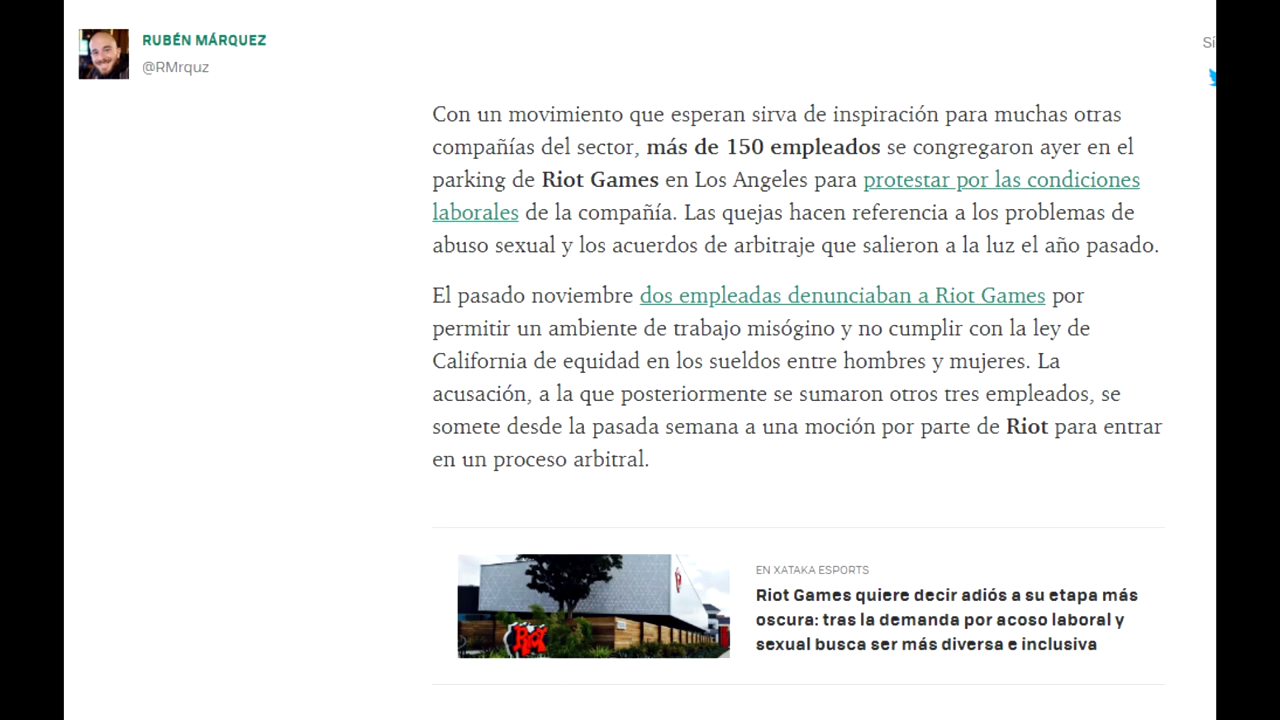 RUBÉN MÁRQUEZ
@RMrquz
Sí
Con un movimiento que esperan sirva de inspiración para muchas otras
compañías del sector, más de 150 empleados se congregaron ayer en el
parking de Riot Games en Los Angeles para protestar por las condiciones
laborales de la compañía. Las quejas hacen referencia a los problemas de
abuso sexual y los acuerdos de arbitraje que salieron a la luz el año pasado.
El pasado noviembre dos empleadas denunciaban a Riot Games por
permitir un ambiente de trabajo misógino y no cumplir con la ley de
California de equidad en los sueldos entre hombres y mujeres. La
acusación, a la que posteriormente se sumaron otros tres empleados, se
somete desde la pasada semana a una moción por parte de Riot para entrar
en un proceso arbitral.
RIOT
EN XATAKA ESPORTS
Riot Games quiere decir adiós a su etapa más
oscura: tras la demanda por acoso laboral y
sexual busca ser más diversa e inclusiva